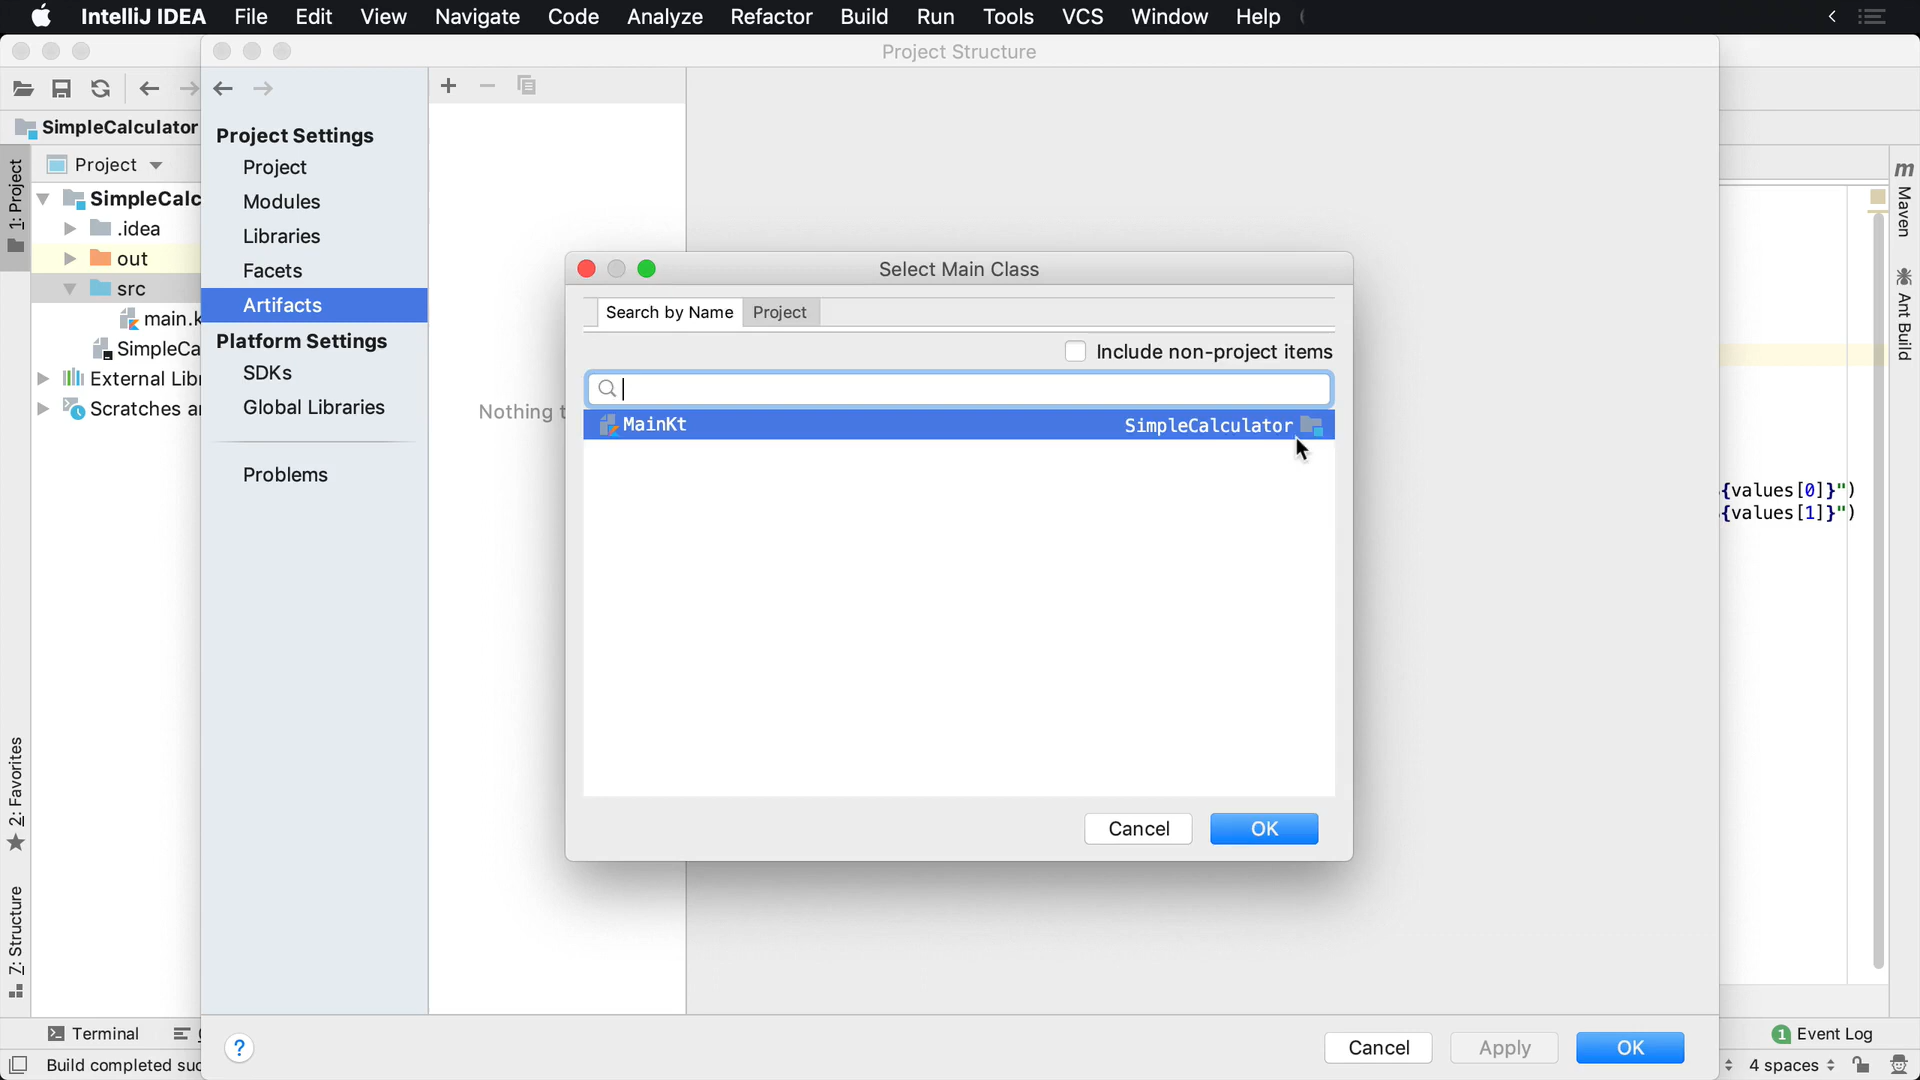 IntelliJ IDEA File Edit View Navigate Code Analyze Refactor Build Run Tools VCS Window Help
Project Structure
SimpleCalculator
Project
SimpleCalc
.idea
out
src
main.k
SimpleCa
External Lib
Scratches a
1: Project
2: Favorites
Z: Structure
Project Settings
Project
Modules
Libraries
Facets
Artifacts
Platform Settings
SDKs
Global Libraries
Problems
Nothing t
Select Main Class
Search by Name Project
Include non-project items
MainKt SimpleCalculator
Cancel OK
{values[0]}")
{values[1]}")
m Maven
Ant Build
? Cancel Apply OK
Terminal
1 Event Log
Build completed suc
4 spaces